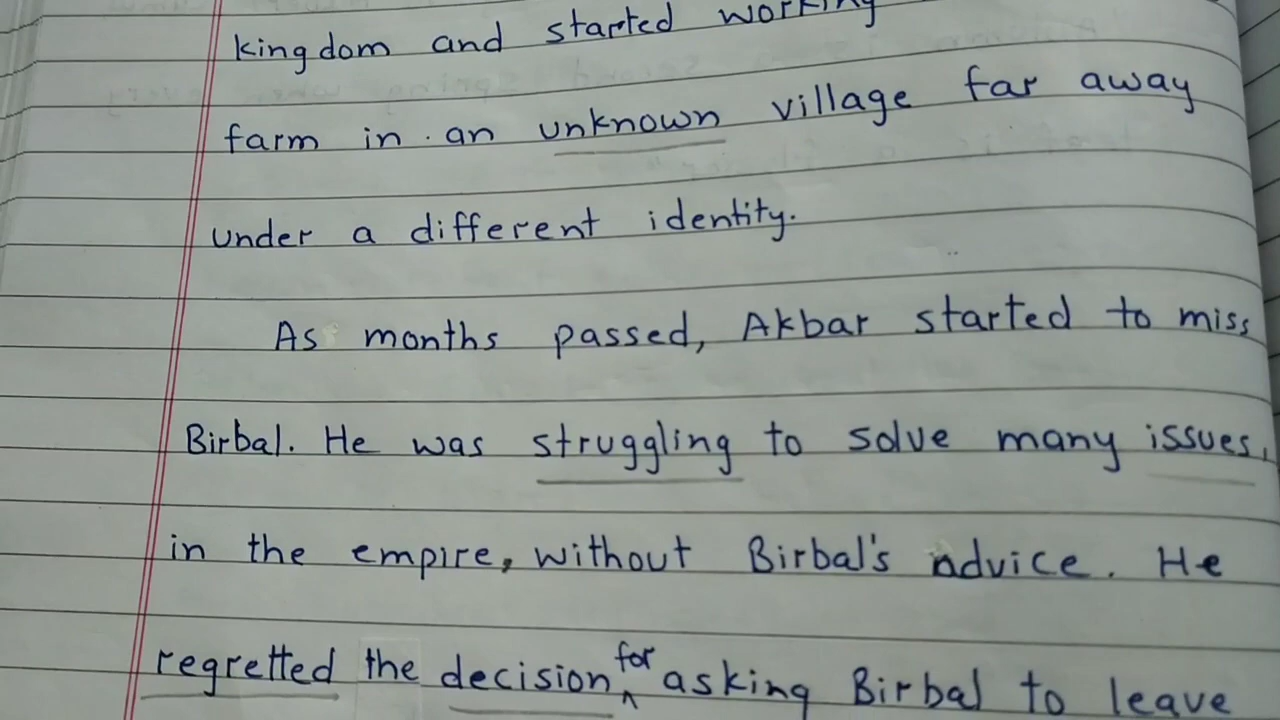 kingdom and started working
farm in an unknown village far away
under a different identity.
As months passed, Akbar started to miss
Birbal. He was struggling to solve many issues,
in the empire, without Birbal's advice. He
regretted the decision for asking Birbal to leave